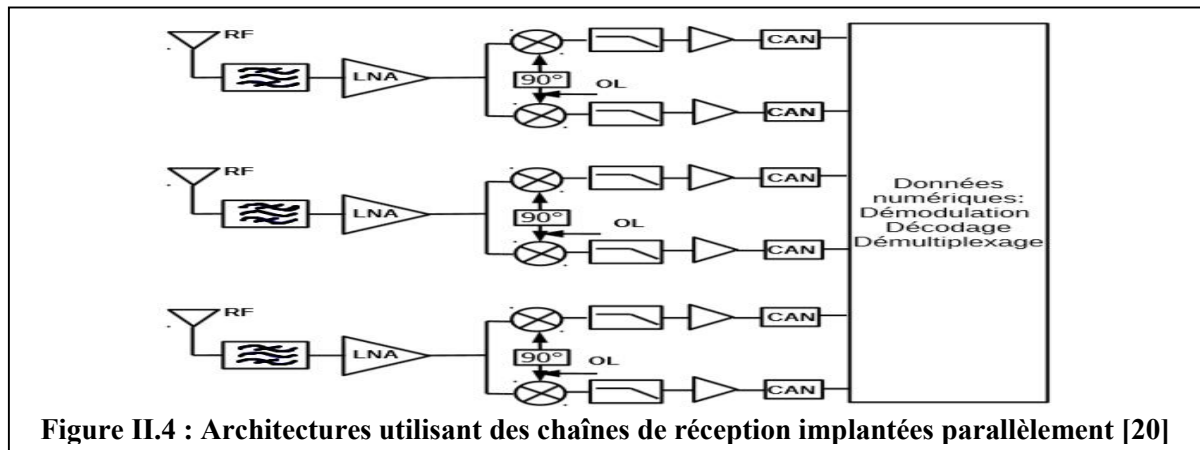 RF
LNA
90°
OL
CAN
CAN
RF
LNA
90°
OL
CAN
CAN
RF
LNA
90°
OL
CAN
CAN
Données
numériques:
Démodulation
Décodage
Démultiplexage
Figure II.4 : Architectures utilisant des chaînes de réception implantées parallèlement [20]